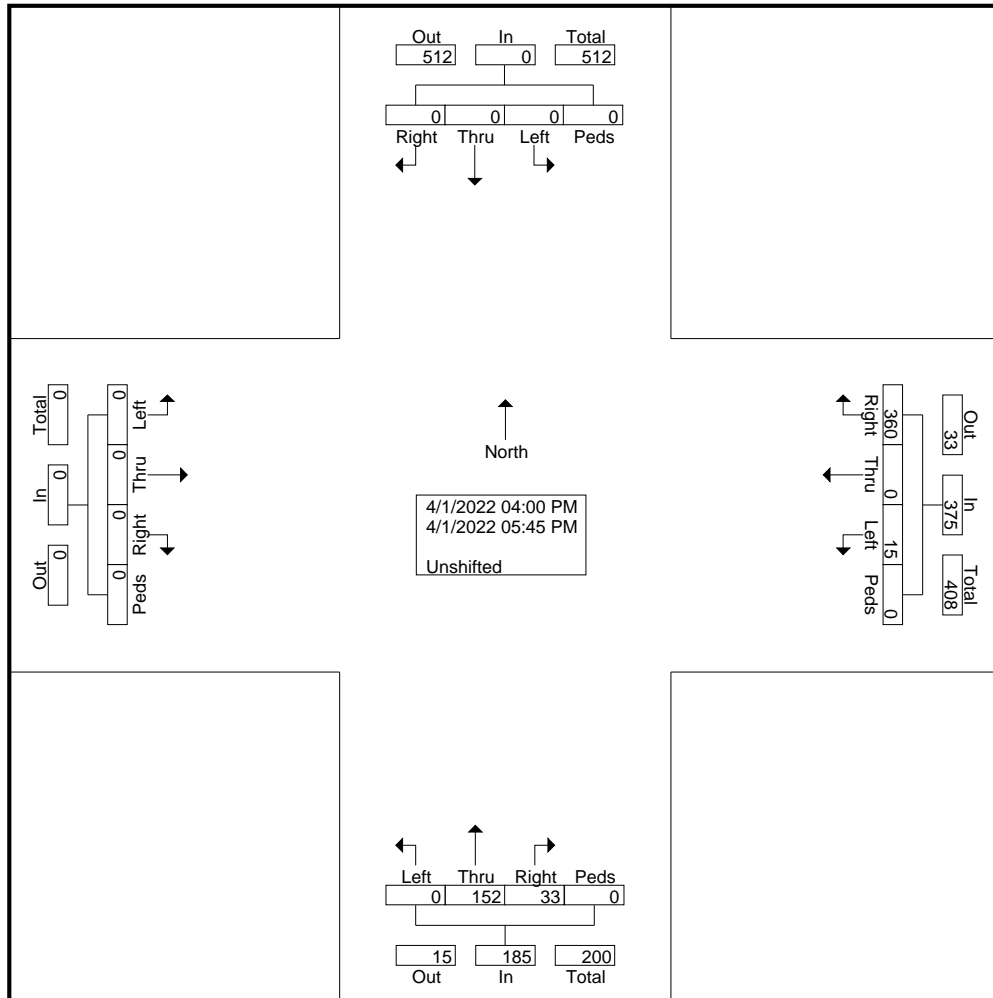 Out In Total
512 0 512
0 0 0 0
Right Thru Left Peds
Total In Out
0 0 0
0 0 0 0
Left Thru Right Peds
North
4/1/2022 04:00 PM
4/1/2022 05:45 PM
Unshifted
Right Thru Left Peds
360 0 15 0
Out In Total
33 375 408
Left Thru Right Peds
0 152 33 0
15 185 200
Out In Total